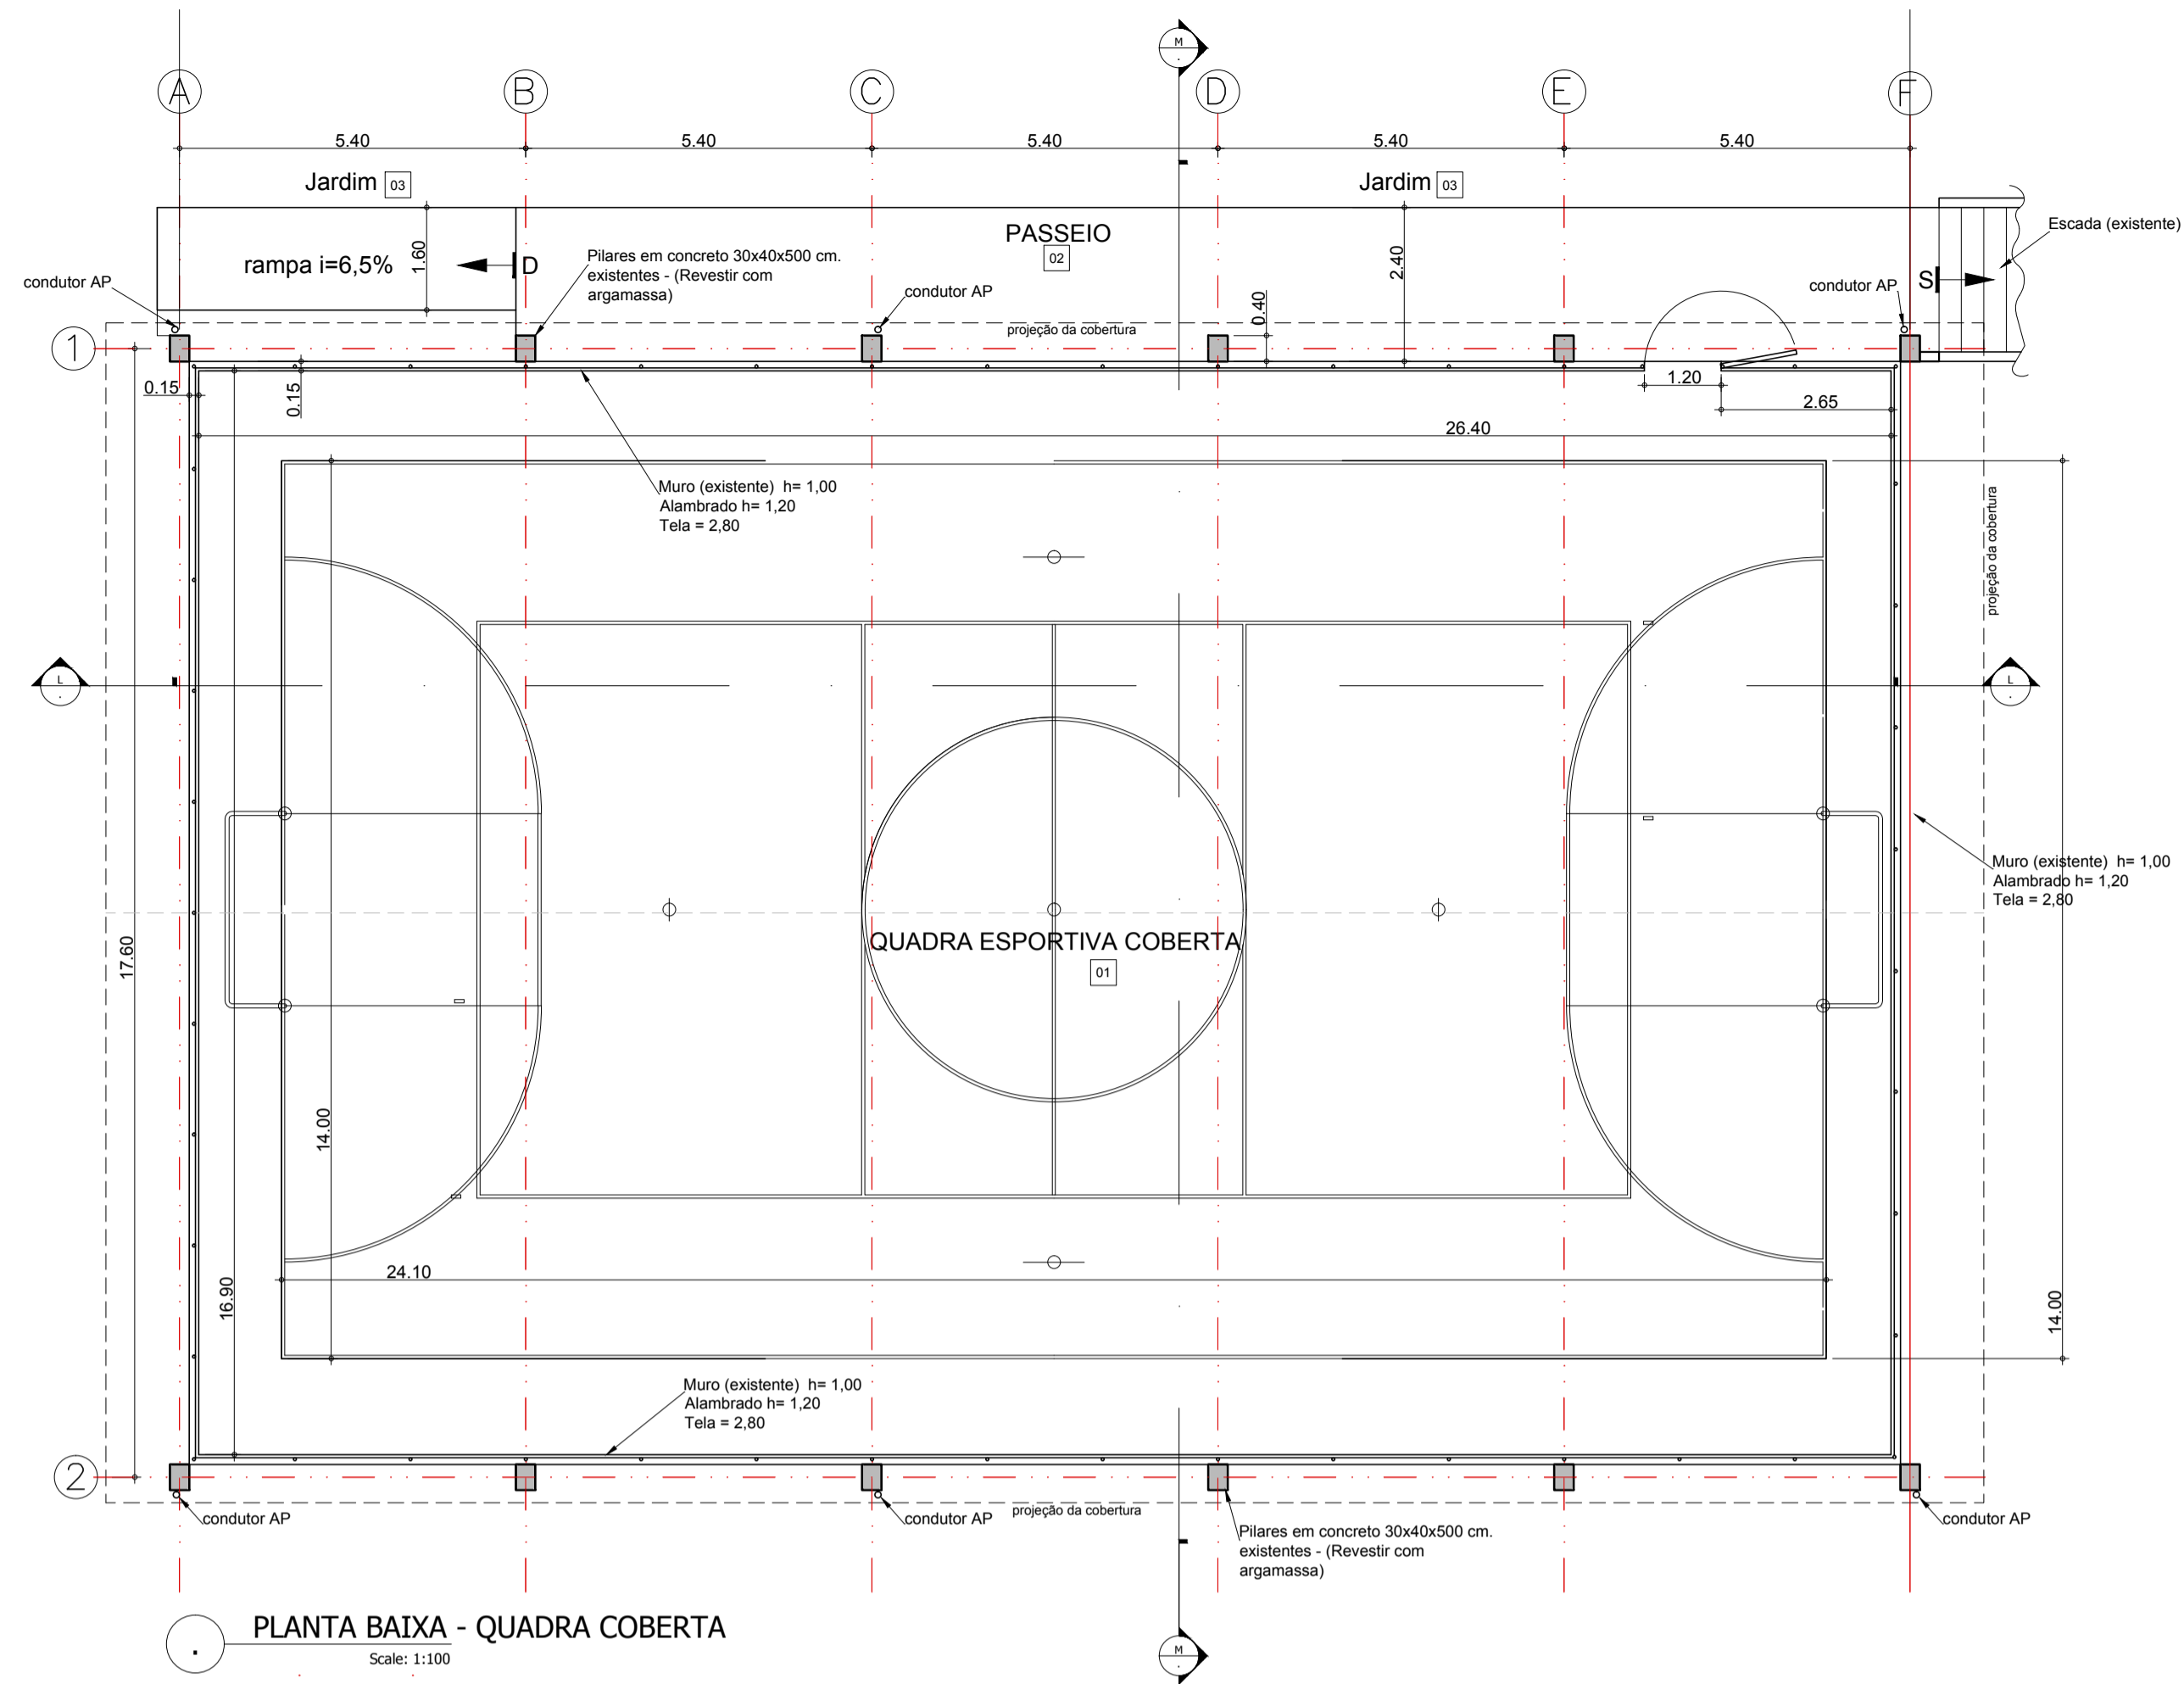 M
A
B
C
D
E
F
5.40
5.40
5.40
5.40
5.40
Jardim 03
Jardim 03
PASSEIO
02
Escada (existente)
rampa i=6,5%
1.60
D
Pilares em concreto 30x40x500 cm.
existentes - (Revestir com
argamassa)
2.40
S
condutor AP
condutor AP
condutor AP
0.40
projeção da cobertura
1
0.15
0.15
1.20
2.65
26.40
Muro (existente) h= 1,00
Alambrado h= 1,20
Tela = 2,80
projeção da cobertura
L
L
Muro (existente) h= 1,00
Alambrado h= 1,20
Tela = 2,80
QUADRA ESPORTIVA COBERTA
01
17.60
14.00
16.90
24.10
14.00
Muro (existente) h= 1,00
Alambrado h= 1,20
Tela = 2,80
2
condutor AP
condutor AP
projeção da cobertura
condutor AP
Pilares em concreto 30x40x500 cm.
existentes - (Revestir com
argamassa)
PLANTA BAIXA - QUADRA COBERTA
Scale: 1:100
M